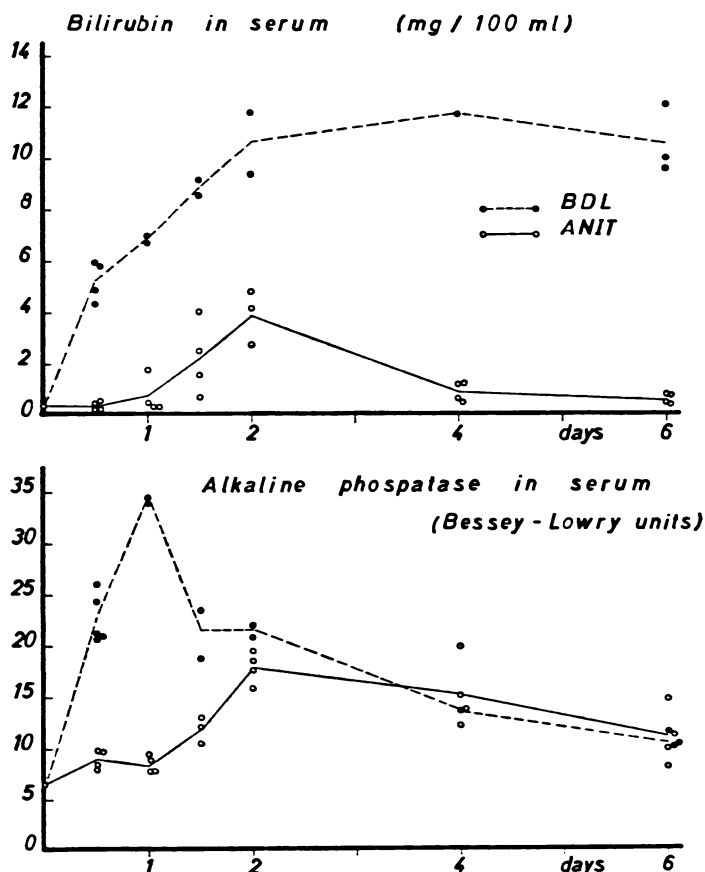 Bilirubin in serum (mg / 100 ml)
14
12
10
8
6
4
2
0
BDL
ANIT
1 2 4 days 6
Alkaline phospatase in serum
(Bessey - Lowry units)
35
30
25
20
15
10
5
0
1 2 4 days 6